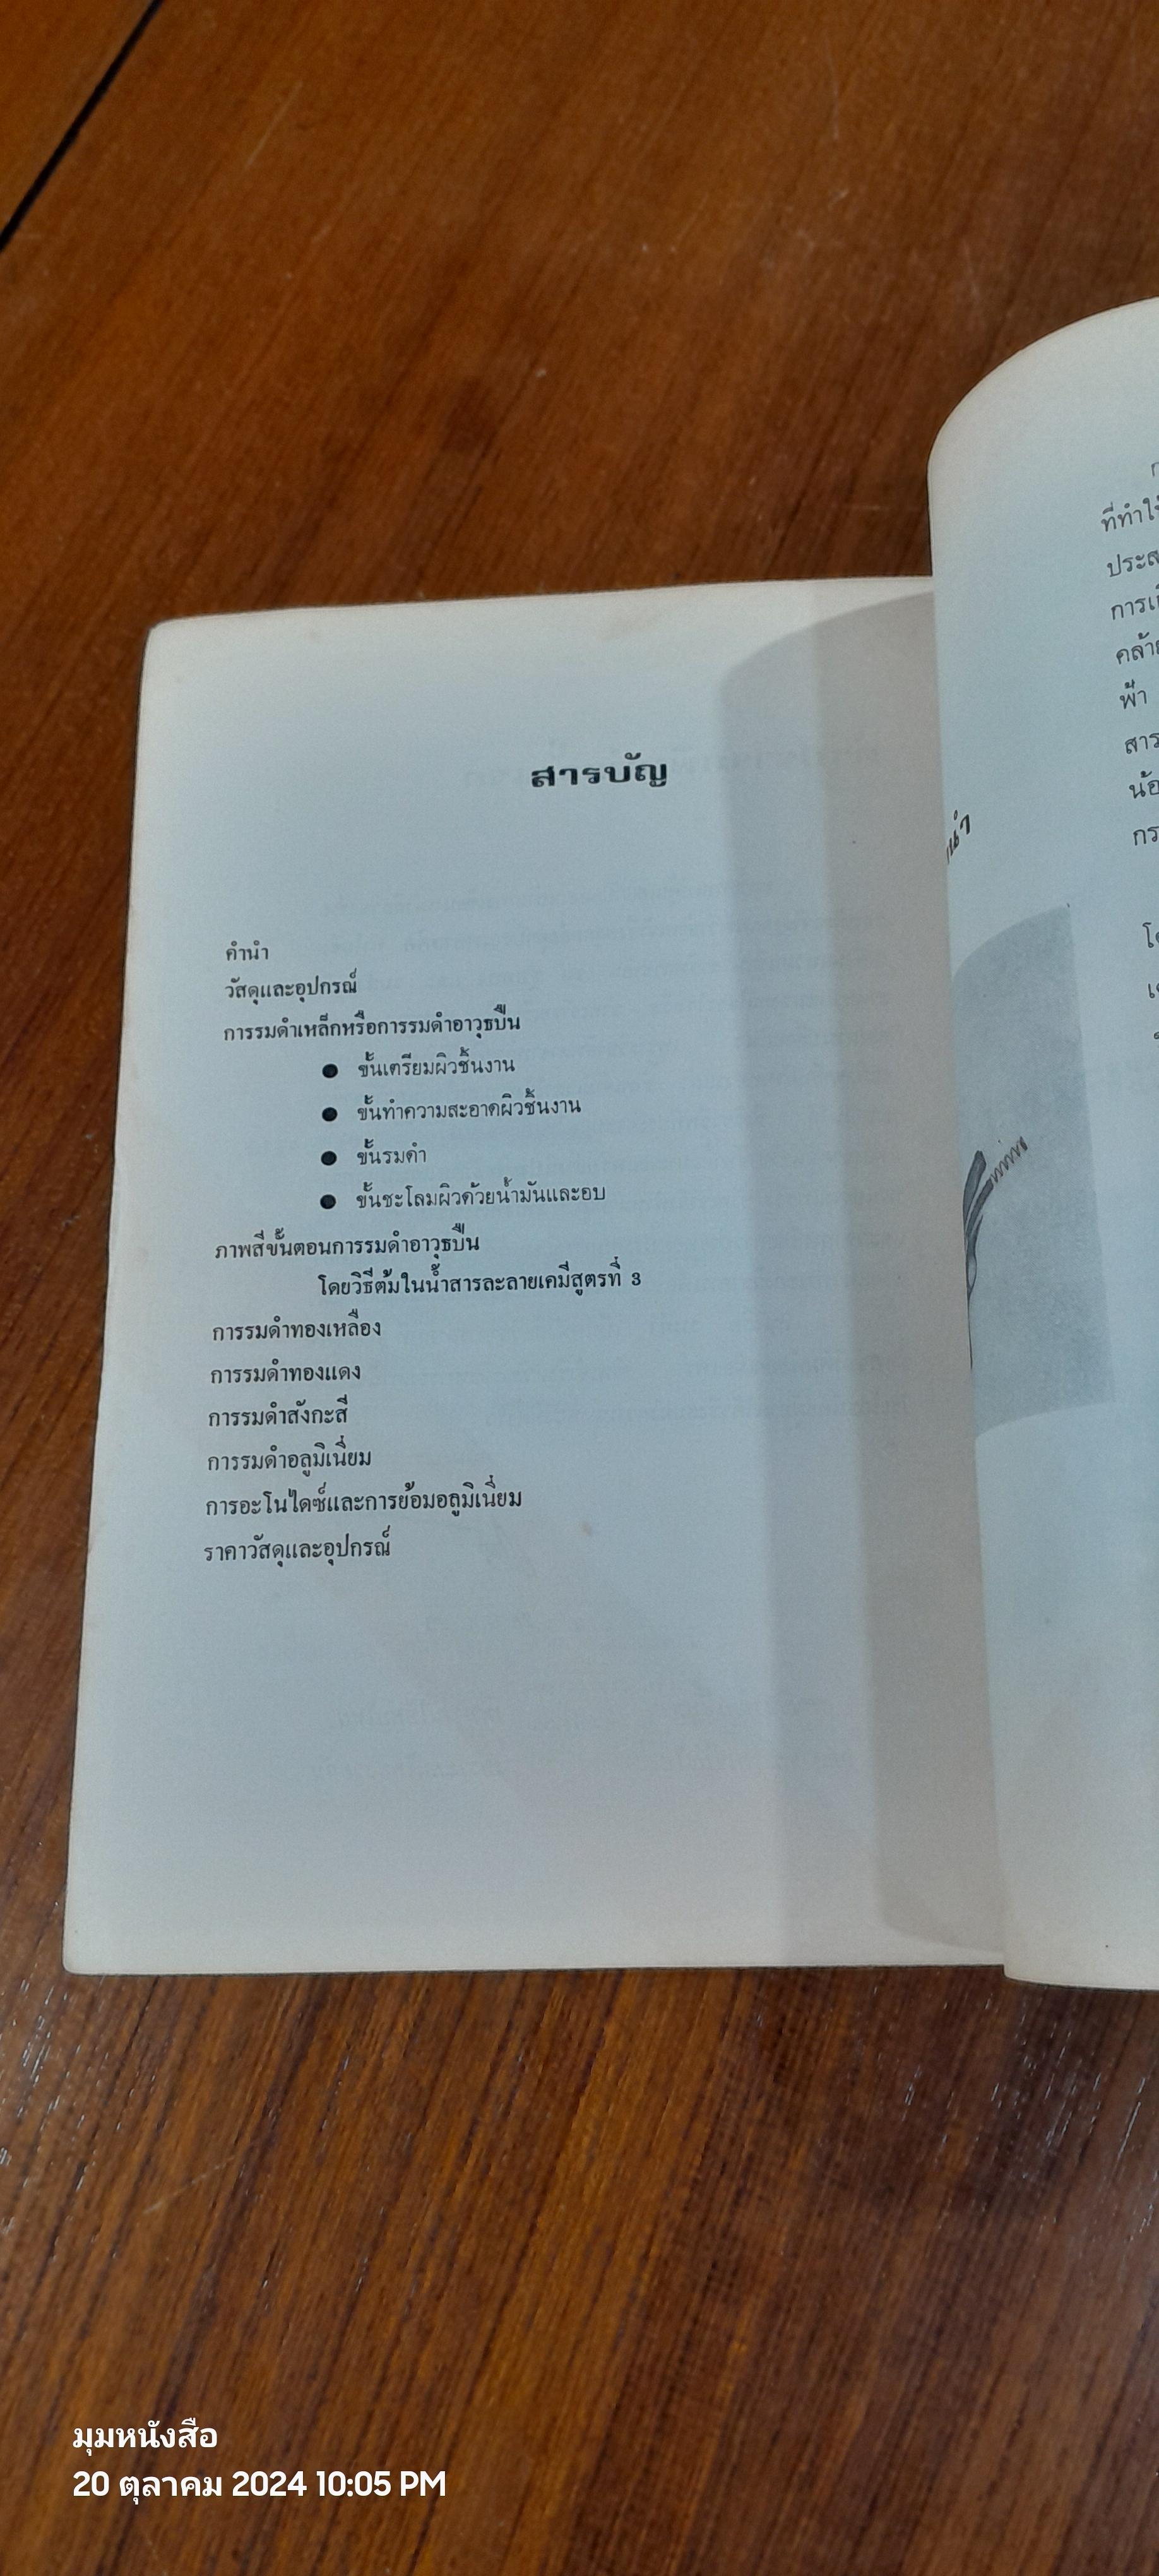 สารบัญ
คำนำ
วัสดุและอุปกรณ์
การรมดำเหล็กหรือการรมดำอาวุธปืน
● ขั้นเตรียมผิวชิ้นงาน
● ขั้นทำความสะอาดผิวชิ้นงาน
● ขั้นรมดำ
● ขั้นชะโลมผิวด้วยน้ำมันและอบ
ภาพสี่ขั้นตอนการรมดำอาวุธปืน
โดยวิธีต้มในน้ำสารละลายเคมีสูตรที่ 3
การรมดำทองเหลือง
การรมดำทองแดง
การรมดำสังกะสี
การรมดำอลูมิเนี่ยม
การอะโนไดซ์และการย้อมอลูมิเนี่ยม
ราคาวัสดุและอุปกรณ์
ที่ทำให้
ประส
การเ
คล้าย
พ้า
สาร
น้อ
กร
มุมหนังสือ
20 ตุลาคม 2024 10:05 PM